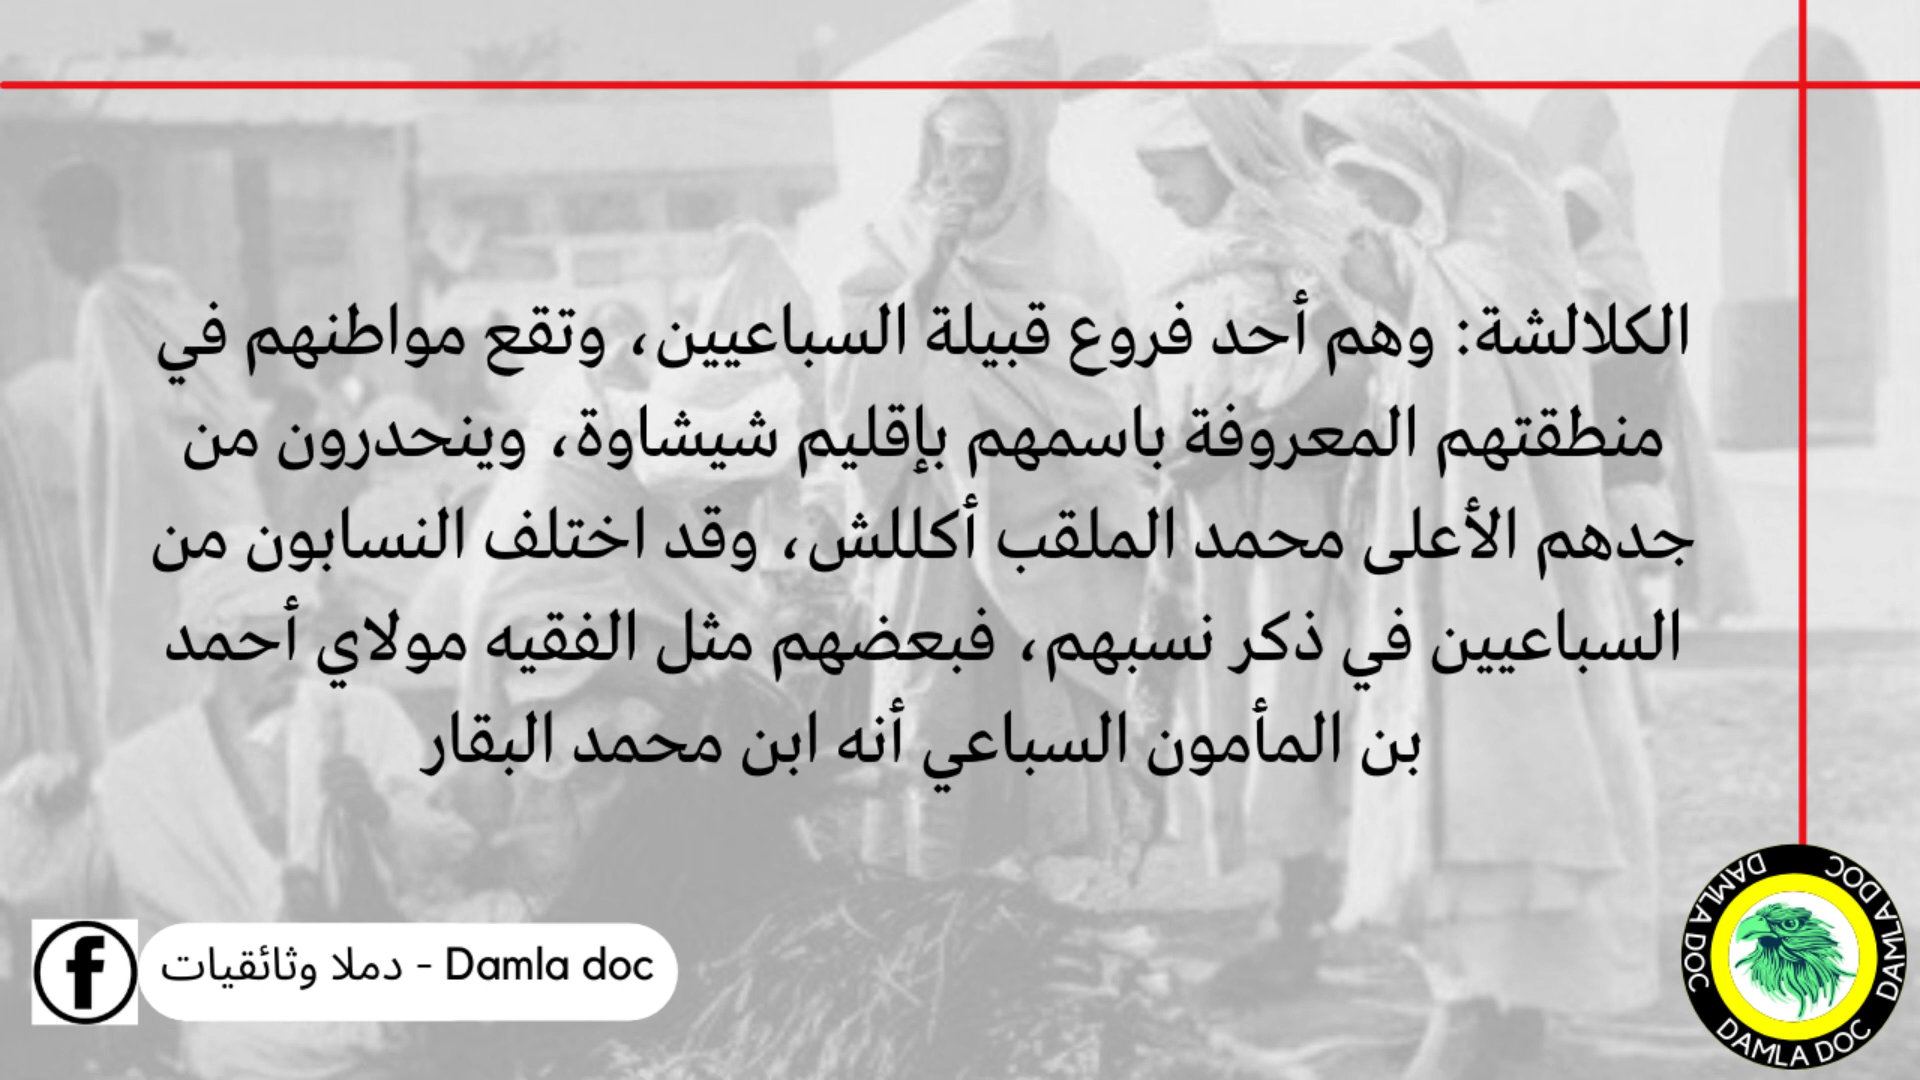 الكلالشة: وهم أحد فروع قبيلة السباعيين، وتقع مواطنهم في
منطقتهم المعروفة باسمهم بإقليم شيشاوة، وينحدرون من
جدهم الأعلى محمد الملقب أكللش، وقد اختلف النسابون من
السباعيين في ذكر نسبهم، فبعضهم مثل الفقيه مولاي أحمد
بن المأمون السباعي أنه ابن محمد البقار
دملا وثائقيات - Damla doc
DAMLA DOC
DAMLA DOC
DAMLA DOC
DAMLA DOC